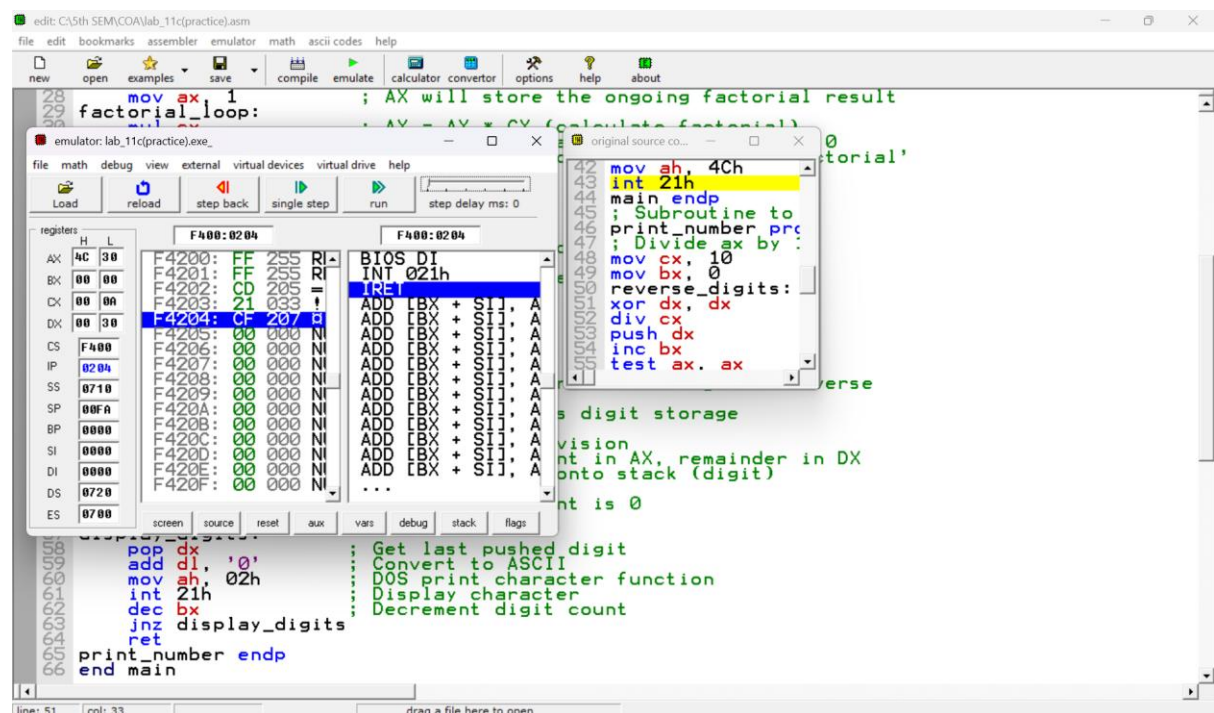 edit: C:\5th SEM\COA\lab_11c(practice).asm
file edit bookmarks assembler emulator math ascii codes help
new open examples save compile emulate calculator convertor options help about
28 mov ax, 1 ; AX will store the ongoing factorial result
29 factorial_loop:
emulator: lab_11c(practice).exe_
file math debug view external virtual devices virtual drive help
Load reload step back single step run step delay ms: 0
registers F400:0204 F400:0204
H L
AX 4C 30
BX 00 00
CX 00 0A
DX 00 30
CS F400
IP 0204
SS 0710
SP 00FA
BP 0000
SI 0000
DI 0000
DS 0720
ES 0700
F4200: FF 255
F4201: FF 255
F4202: CD 205 =
F4203: 21 033 !
F4204: CF 207
F4205: 00 000
F4206: 00 000
F4207: 00 000
F4208: 00 000
F4209: 00 000
F420A: 00 000
F420B: 00 000
F420C: 00 000
F420D: 00 000
F420E: 00 000
F420F: 00 000
BIOS DI
INT 021h
IRET
ADD [BX + SI], A
ADD [BX + SI], A
ADD [BX + SI], A
ADD [BX + SI], A
ADD [BX + SI], A
ADD [BX + SI], A
ADD [BX + SI], A
ADD [BX + SI], A
ADD [BX + SI], A
ADD [BX + SI], A
ADD [BX + SI], A
...
screen source reset aux vars debug stack flags
original source co...
42 mov ah, 4Ch
43 int 21h
44 main endp
45 ; Subroutine to
46 print_number pro
47 ; Divide ax by
48 mov cx, 10
49 mov bx, 0
50 reverse_digits:
51 xor dx, dx
52 div cx
53 push dx
54 inc bx
55 test ax, ax
0
torial'
verse
s digit storage
vision
nt in AX, remainder in DX
onto stack (digit)
nt is 0
58 pop dx ; Get last pushed digit
59 add dl, '0' ; Convert to ASCII
60 mov ah, 02h ; DOS print character function
61 int 21h ; Display character
62 dec bx ; Decrement digit count
63 jnz display_digits
64 ret
65 print_number endp
66 end main
line: 51 col: 33 drag a file here to open